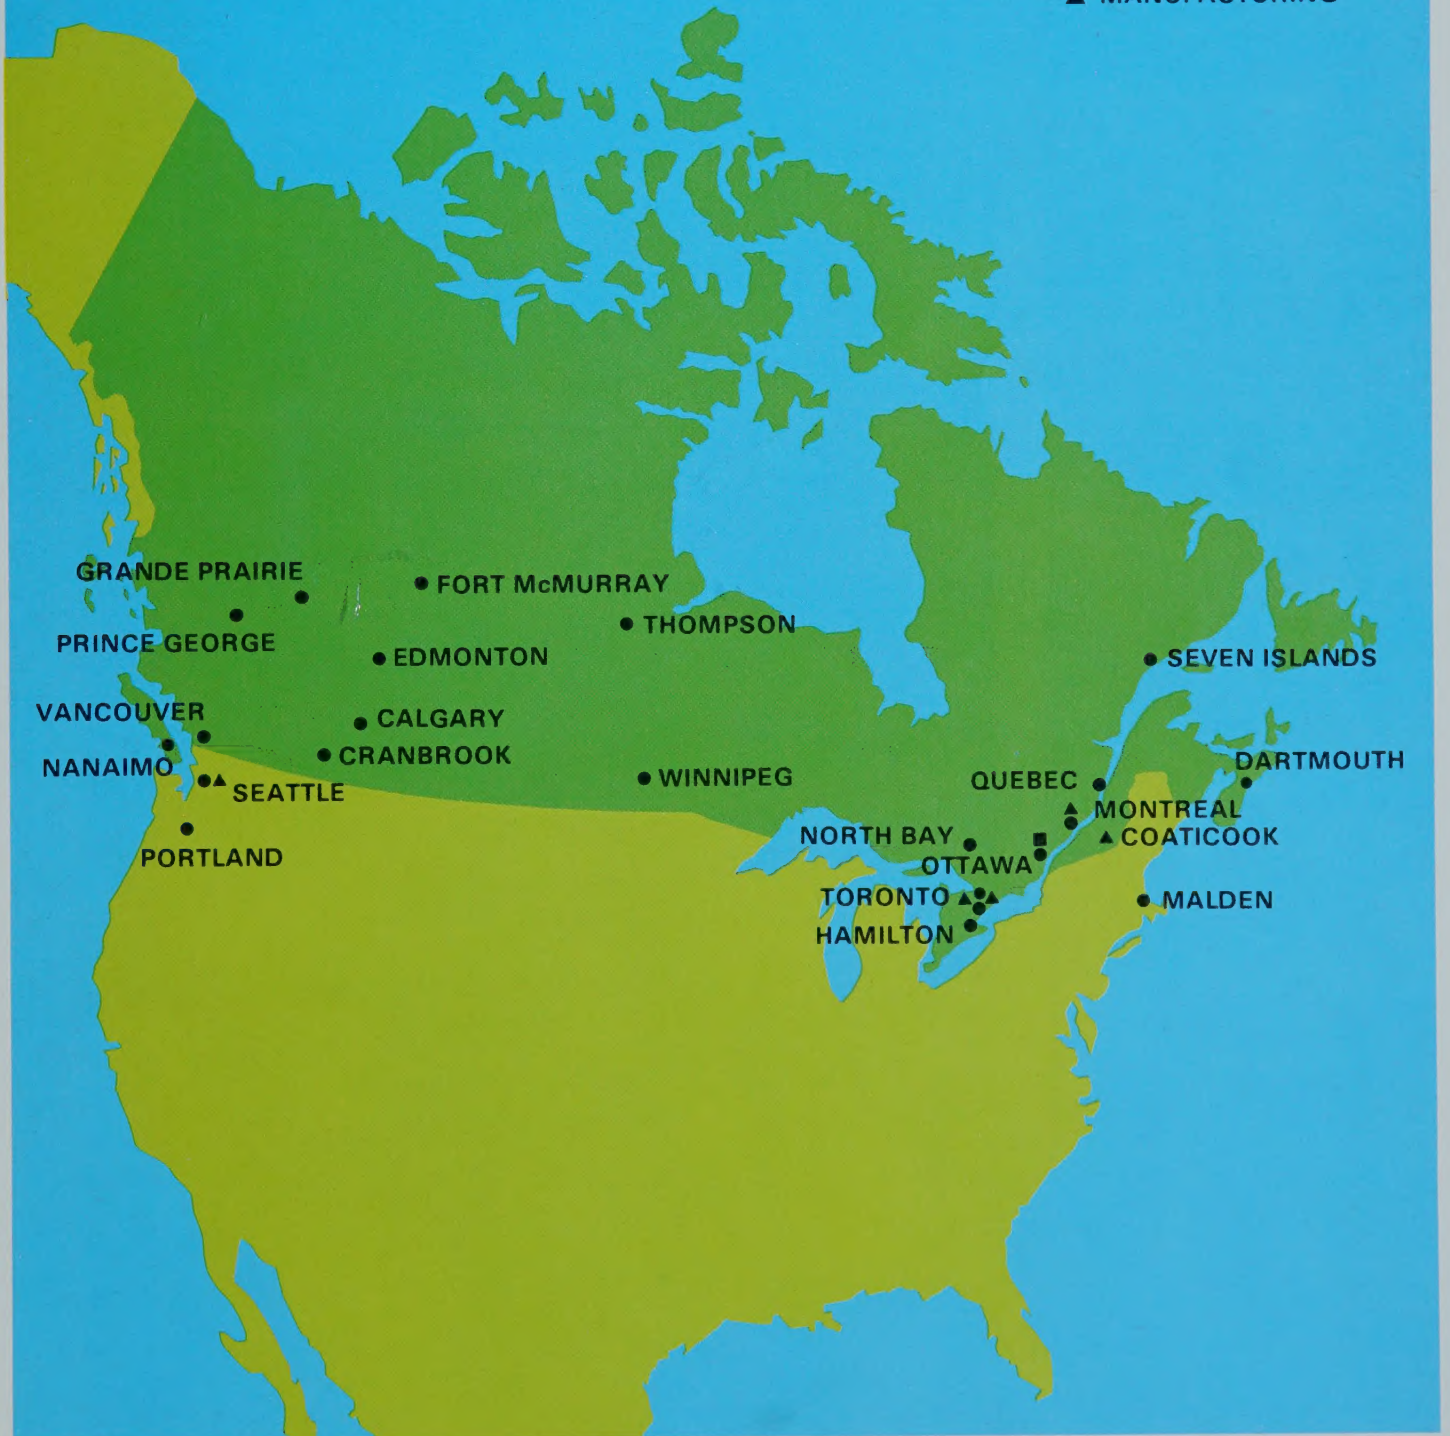 ▲ MANUFACTURING
GRANDE PRAIRIE
FORT McMURRAY
PRINCE GEORGE
THOMPSON
EDMONTON
SEVEN ISLANDS
VANCOUVER
CALGARY
NANAIMO
CRANBROOK
WINNIPEG
QUEBEC
DARTMOUTH
SEATTLE
MONTREAL
PORTLAND
NORTH BAY
COATICOOK
OTTAWA
TORONTO
MALDEN
HAMILTON